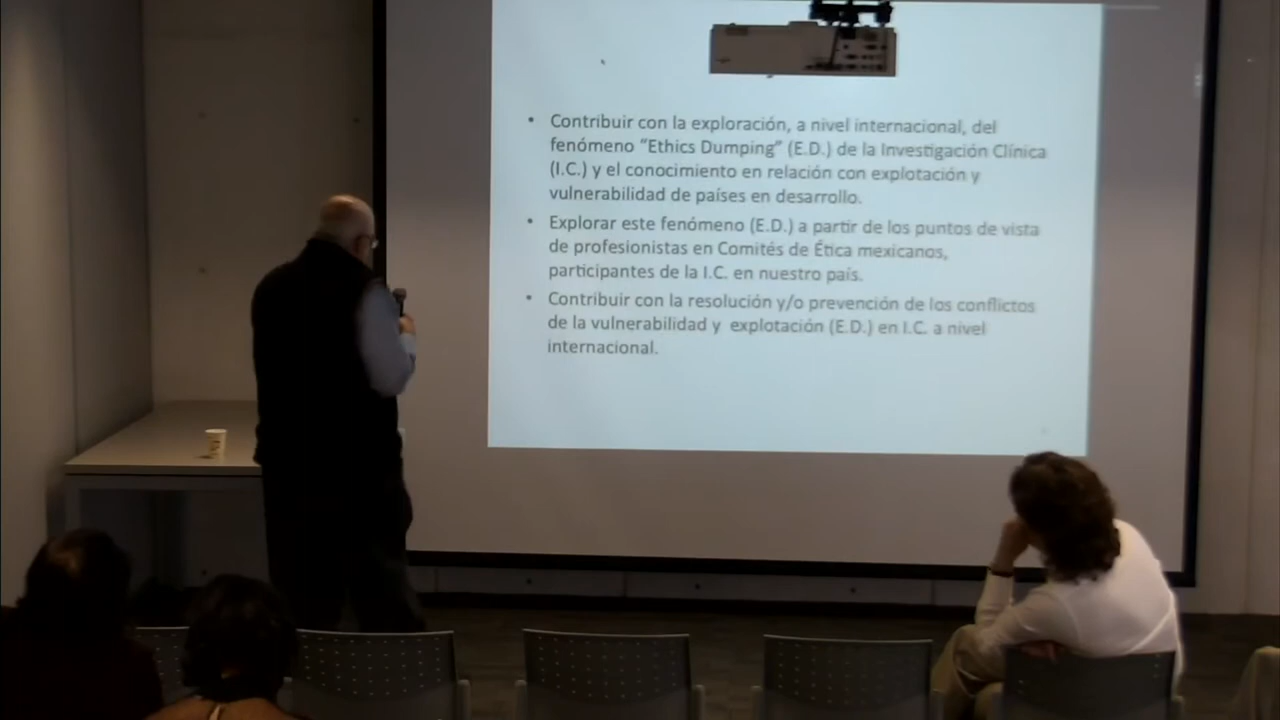 • Contribuir con la exploración, a nivel internacional, del
fenómeno "Ethics Dumping" (E.D.) de la Investigación Clínica
(I.C.) y el conocimiento en relación con explotación y
vulnerabilidad de países en desarrollo.
• Explorar este fenómeno (E.D.) a partir de los puntos de vista
de profesionistas en Comités de Ética mexicanos,
participantes de la I.C. en nuestro país.
• Contribuir con la resolución y/o prevención de los conflictos
de la vulnerabilidad y explotación (E.D.) en I.C. a nivel
internacional.